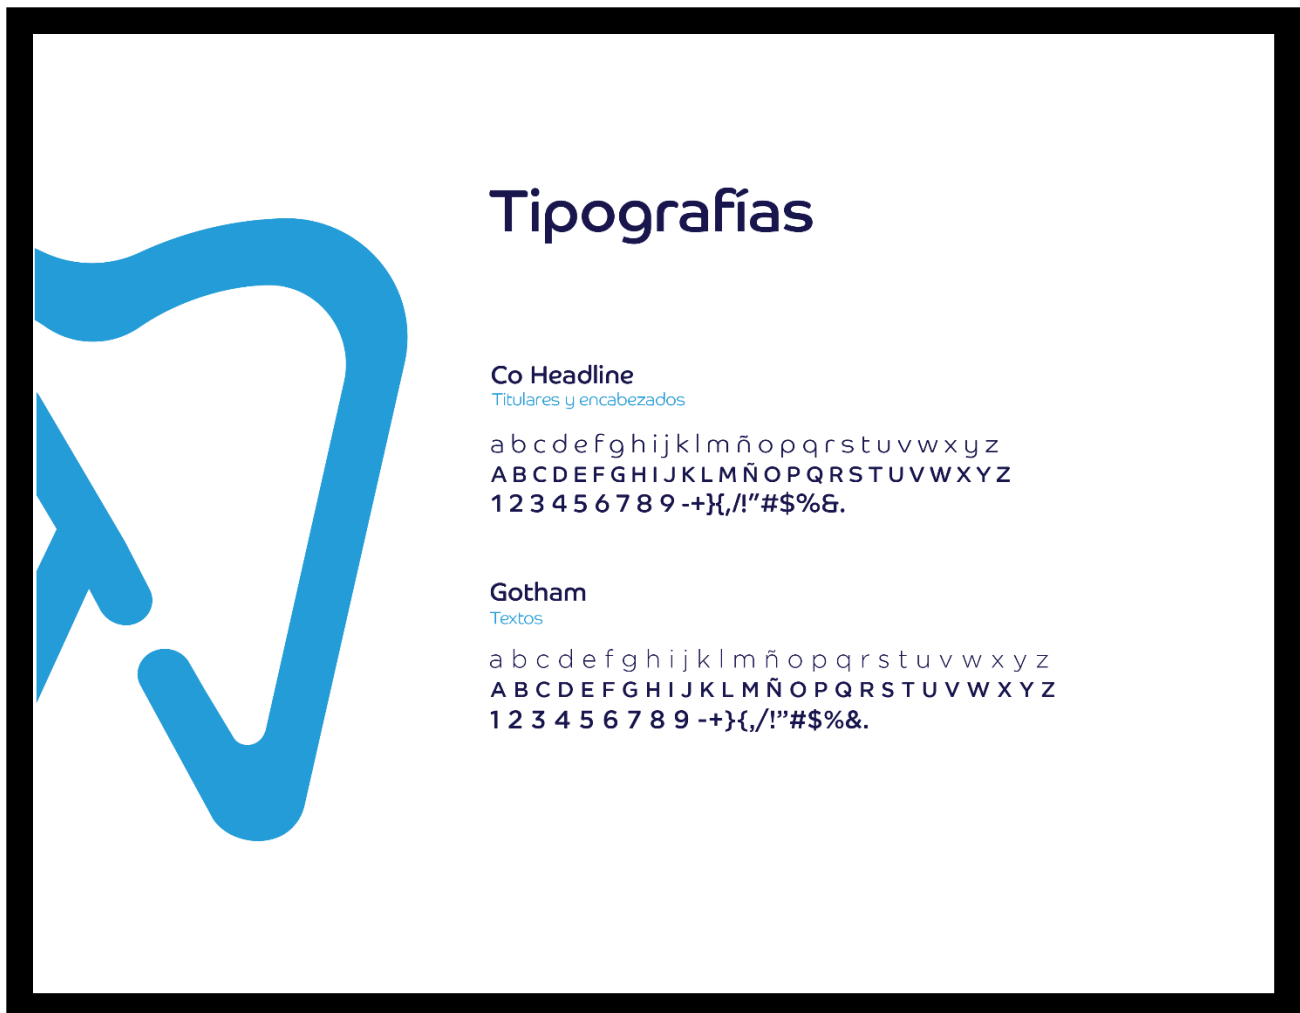 Tipografías
Co Headline
Titulares y encabezados
a b c d e f g h i j k l m ñ o p q r s t u v w x y z
A B C D E F G H I J K L M Ñ O P Q R S T U V W X Y Z
1 2 3 4 5 6 7 8 9 -+}{,/!”#$%&.
Gotham
Textos
a b c d e f g h i j k l m ñ o p q r s t u v w x y z
A B C D E F G H I J K L M Ñ O P Q R S T U V W X Y Z
1 2 3 4 5 6 7 8 9 -+}{,/!”#$%&.